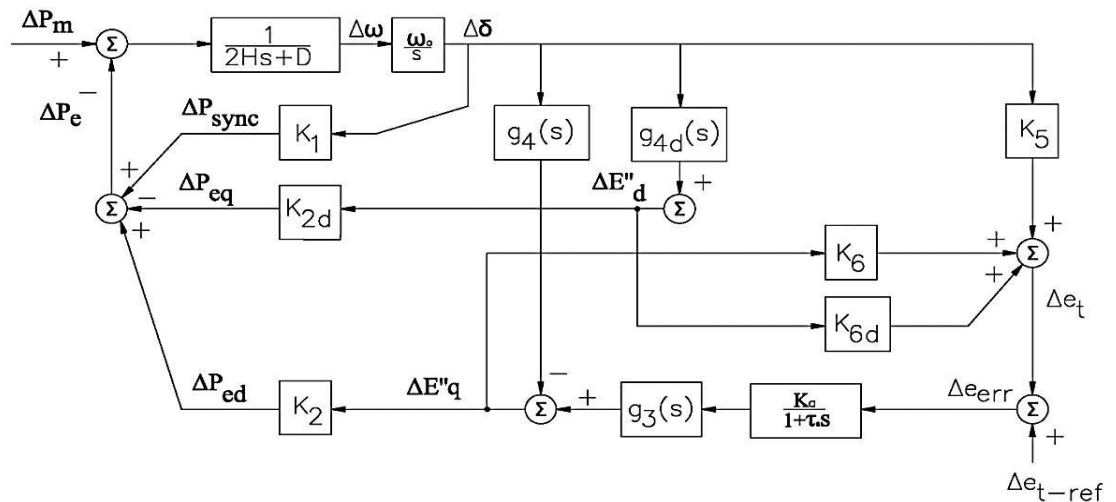 ΔPm
+
Σ
1
2Hs+D
Δω
ωo
s
Δδ
−
ΔPe
ΔPsync
K1
g4(s)
g4d(s)
K5
+
−
+
Σ
ΔPeq
K2d
ΔE"d
+
Σ
+
+
+
Σ
K6
K6d
Δet
ΔPed
K2
ΔE"q
−
+
Σ
g3(s)
Ka
1+τas
Δeerr
Σ
+
Δet−ref